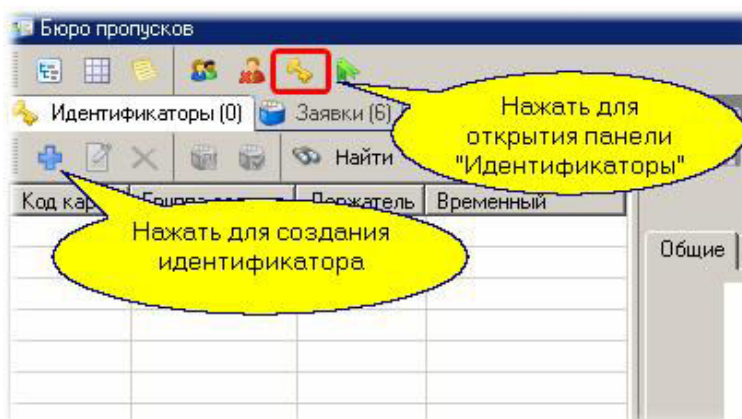 Бюро пропусков
Идентификаторы (0) Заявки (6)
Нажать для
открытия панели
"Идентификаторы"
Найти
Код Держатель Временный
Нажать для создания
идентификатора
Общие